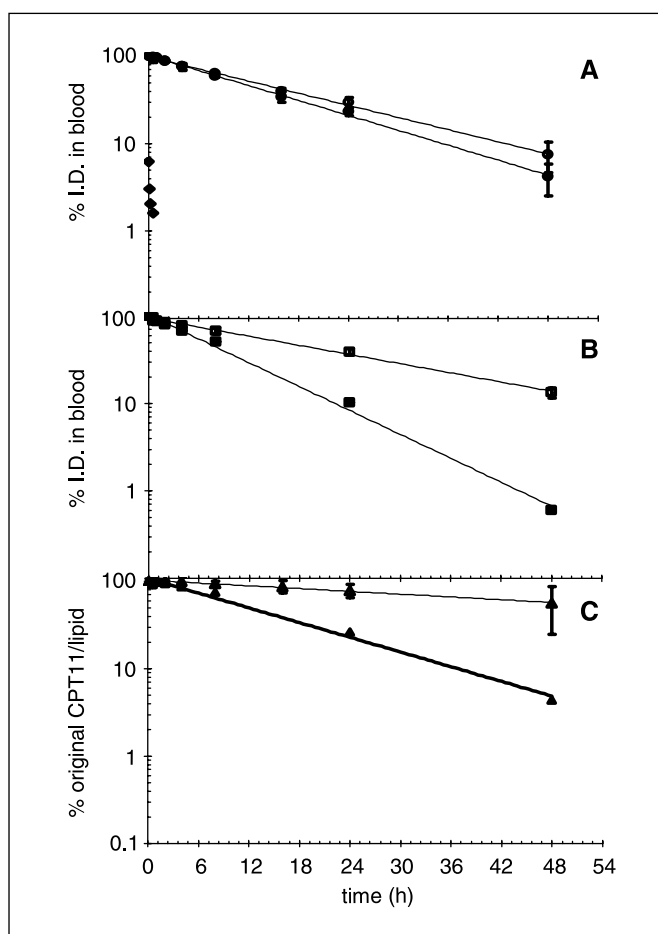 100
A
10
1
% I.D. in blood
100
B
10
1
% I.D. in blood
100
C
10
1
0.1
% original CPT11/lipid
0 6 12 18 24 30 36 42 48 54
time (h)